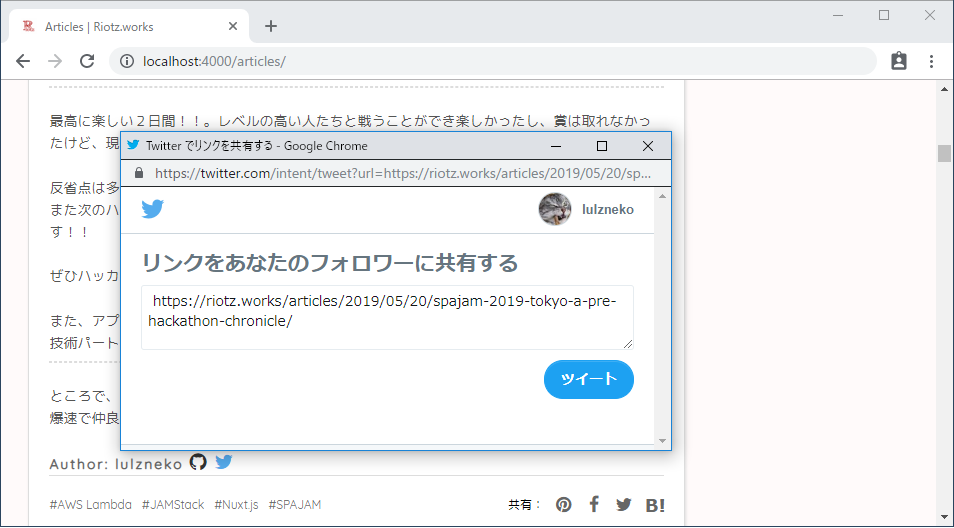 Articles | Riotz.works
localhost:4000/articles/
最高に楽しい２日間！！。レベルの高い人たちと戦うことができ楽しかったし、賞は取れなかっ
たけど、現
反省点は多
また次のハ
す！！
ぜひハッカ
また、アプ
技術パート
ところで、
爆速で仲良
Twitter でリンクを共有する - Google Chrome
https://twitter.com/intent/tweet?url=https://riotz.works/articles/2019/05/20/sp...
lulzneko
リンクをあなたのフォロワーに共有する
https://riotz.works/articles/2019/05/20/spajam-2019-tokyo-a-pre-
hackathon-chronicle/
ツイート
Author: lulzneko
#AWS Lambda #JAMStack #Nuxt.js #SPAJAM 共有： B!